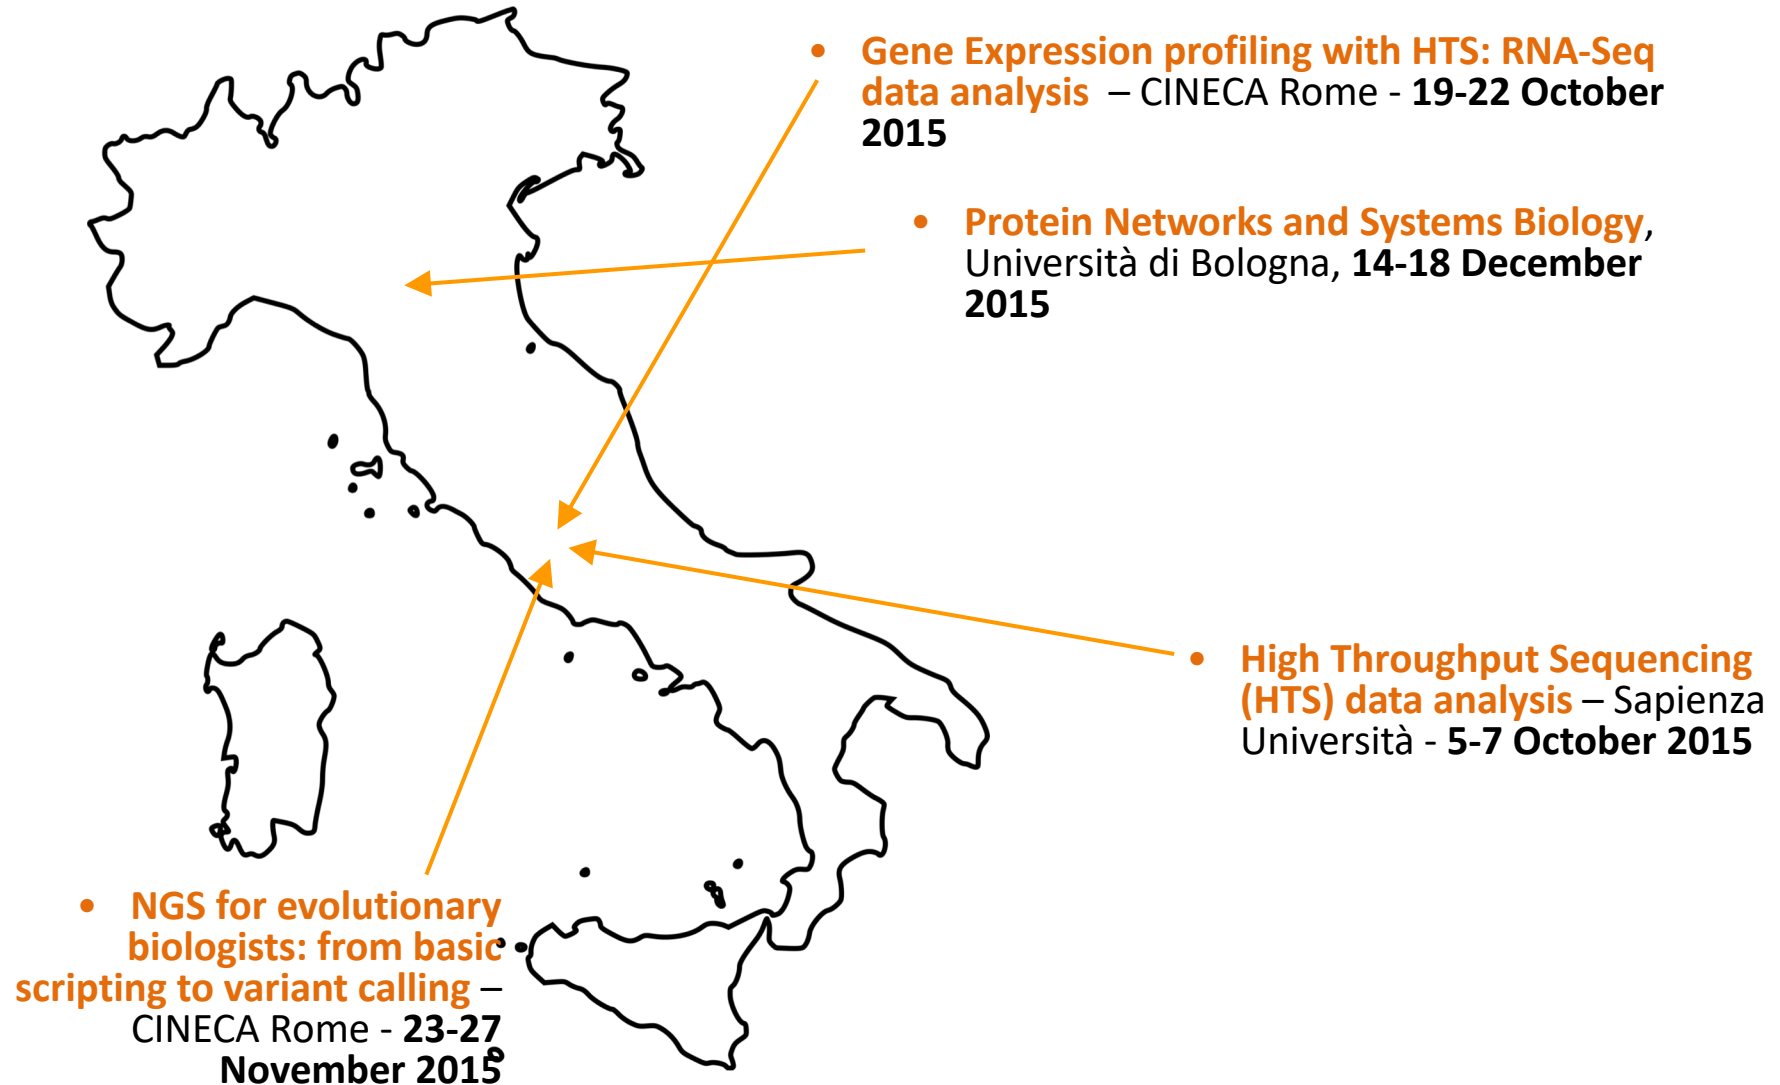 • Gene Expression profiling with HTS: RNA-Seq
data analysis – CINECA Rome - 19-22 October
2015
• Protein Networks and Systems Biology,
Università di Bologna, 14-18 December
2015
• High Throughput Sequencing
(HTS) data analysis – Sapienza
Università - 5-7 October 2015
• NGS for evolutionary
biologists: from basic
scripting to variant calling –
CINECA Rome - 23-27
November 2015